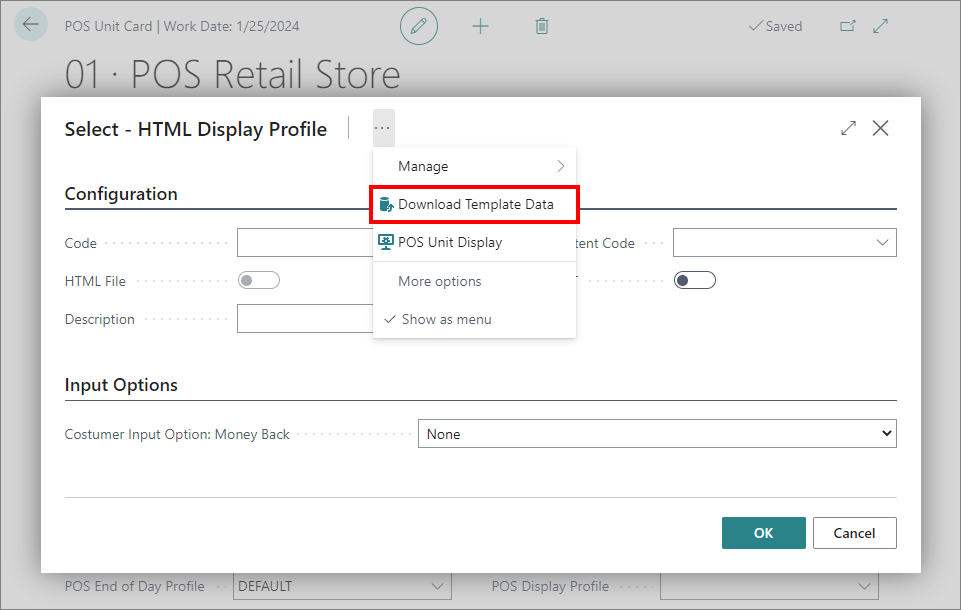 POS Unit Card | Work Date: 1/25/2024
Saved
01 · POS Retail Store
Select - HTML Display Profile
Manage
Configuration
Download Template Data
Code
POS Unit Display
tent Code
HTML File
More options
Description
Show as menu
Input Options
Costumer Input Option: Money Back
None
OK
Cancel
POS End of Day Profile
DEFAULT
POS Display Profile